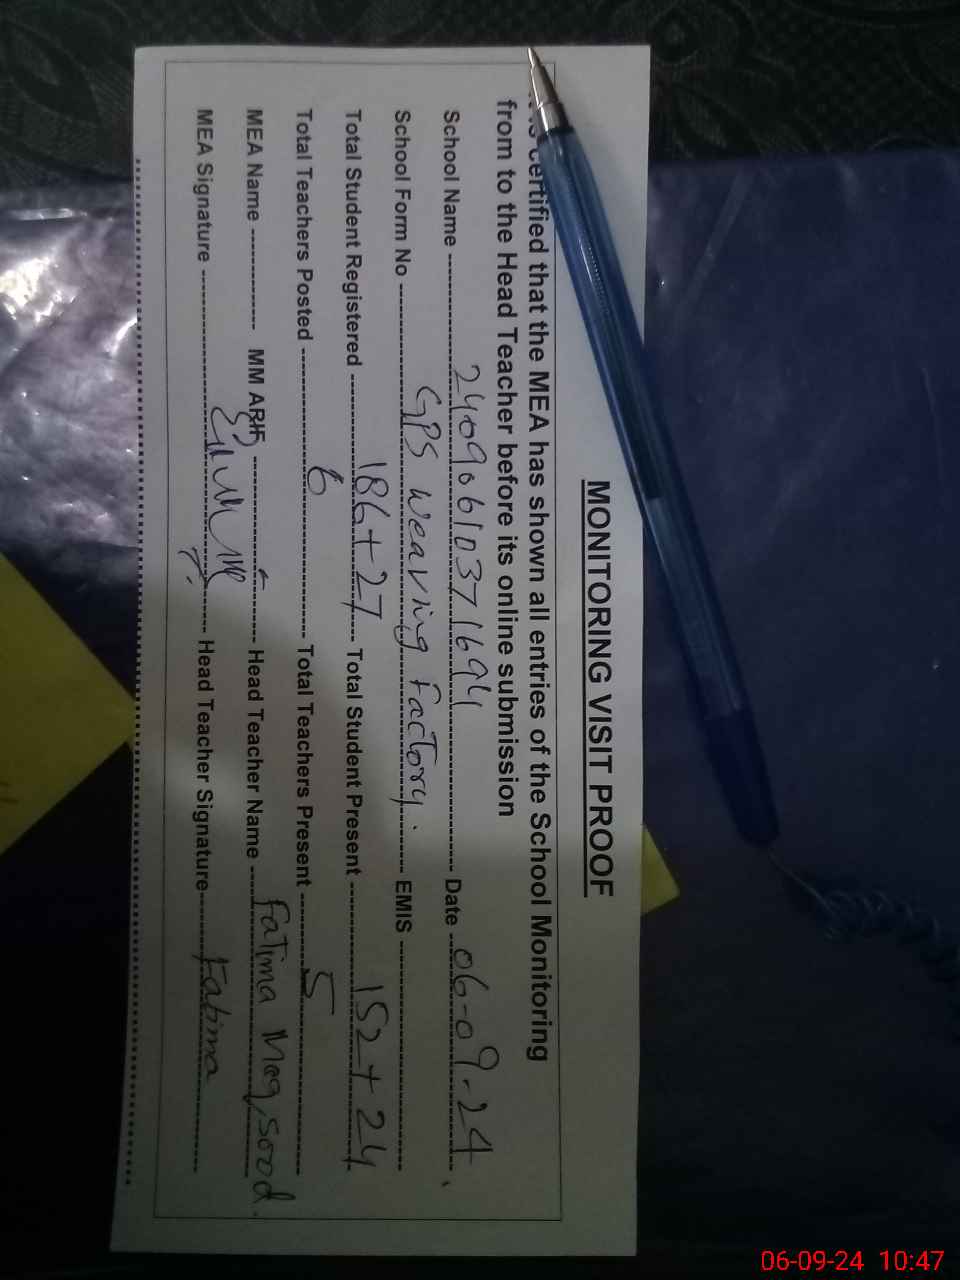 MONITORING VISIT PROOF
certified that the MEA has shown all entries of the School Monitoring
from to the Head Teacher before its online submission
School Name 24090610371694 Date 06-09-24
School Form No GPS Weaving Factory. EMIS
Total Student Registered 186+27 Total Student Present 152+24
Total Teachers Posted 6 Total Teachers Present 5
MEA Name MM ARIF Head Teacher Name Fatima Maqsood.
MEA Signature Head Teacher Signature Fatima
06-09-24 10:47